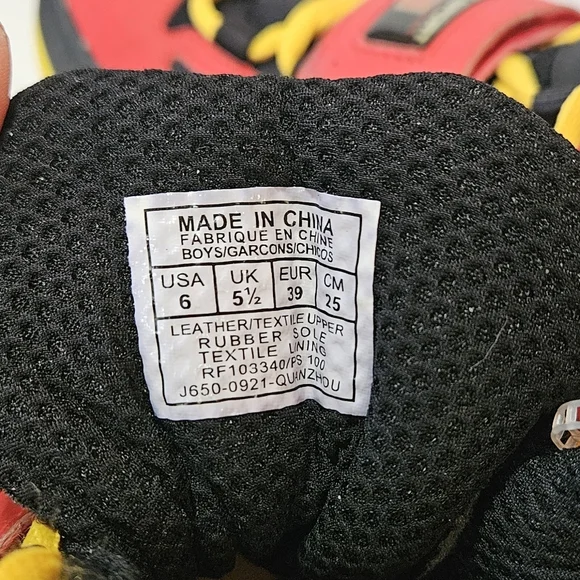 MADE IN CHINA
FABRIQUE EN CHINE
BOYS/GARCONS/CHICOS
USA UK EUR CM
6 5½ 39 25
LEATHER/TEXTILE UPPER
RUBBER SOLE
TEXTILE LINING
RF103340/PS 100
J650-0921-QUANZHOU